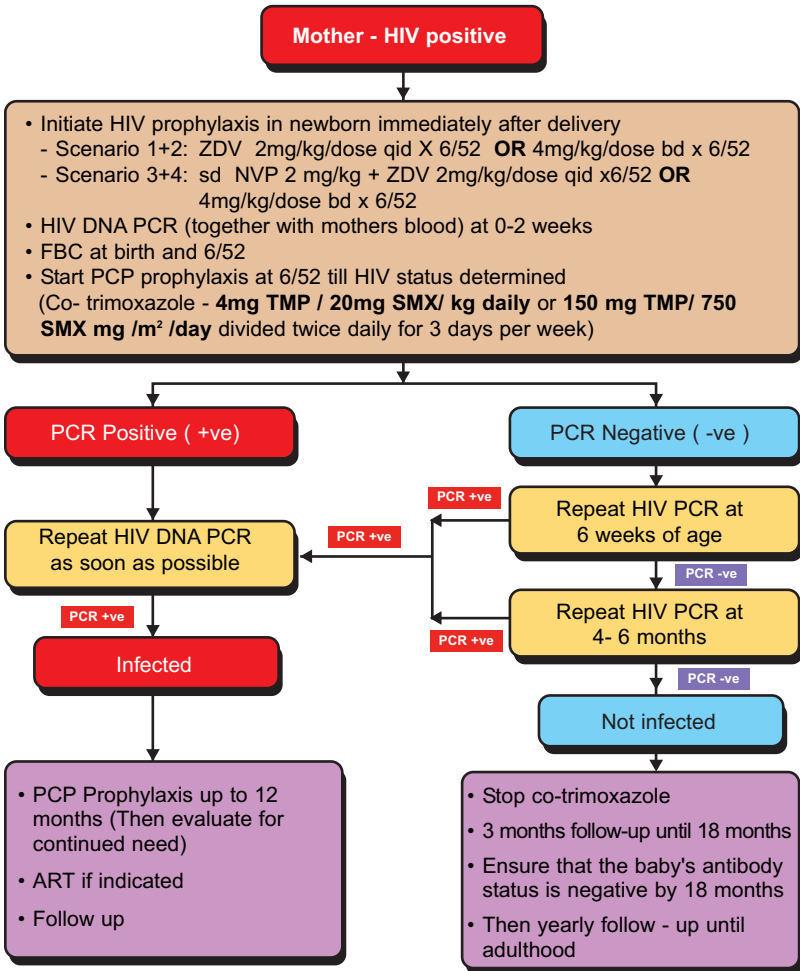 Mother - HIV positive
• Initiate HIV prophylaxis in newborn immediately after delivery
- Scenario 1+2: ZDV 2mg/kg/dose qid X 6/52 OR 4mg/kg/dose bd x 6/52
- Scenario 3+4: sd NVP 2 mg/kg + ZDV 2mg/kg/dose qid x6/52 OR
4mg/kg/dose bd x 6/52
• HIV DNA PCR (together with mothers blood) at 0-2 weeks
• FBC at birth and 6/52
• Start PCP prophylaxis at 6/52 till HIV status determined
(Co- trimoxazole - 4mg TMP / 20mg SMX/ kg daily or 150 mg TMP/ 750
SMX mg /m² /day divided twice daily for 3 days per week)
PCR Positive ( +ve)
PCR Negative ( -ve )
Repeat HIV DNA PCR
as soon as possible
PCR +ve
PCR +ve
Repeat HIV PCR at
6 weeks of age
PCR -ve
PCR +ve
PCR +ve
Repeat HIV PCR at
4- 6 months
PCR -ve
Infected
Not infected
• PCP Prophylaxis up to 12
months (Then evaluate for
continued need)
• ART if indicated
• Follow up
• Stop co-trimoxazole
• 3 months follow-up until 18 months
• Ensure that the baby's antibody
status is negative by 18 months
• Then yearly follow - up until
adulthood